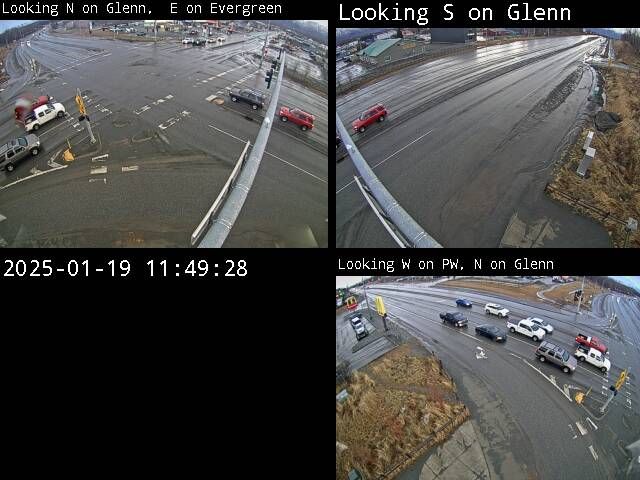 Looking N on Glenn, E on Evergreen
Looking S on Glenn
2025-01-19 11:49:28
Looking W on PW, N on Glenn